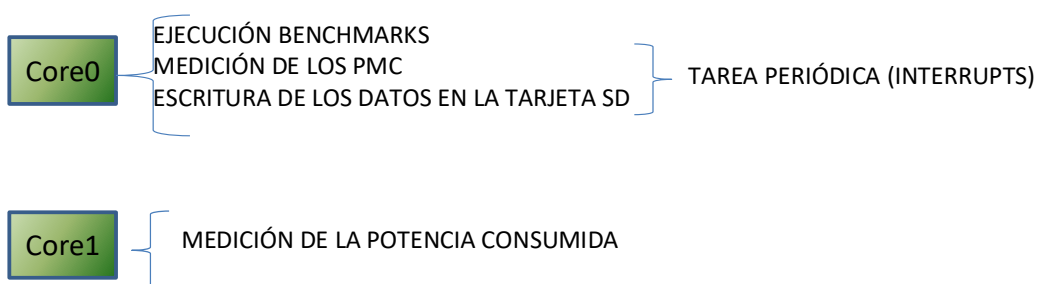 EJECUCIÓN BENCHMARKS
Core0
MEDICIÓN DE LOS PMC
TAREA PERIÓDICA (INTERRUPTS)
ESCRITURA DE LOS DATOS EN LA TARJETA SD
Core1
MEDICIÓN DE LA POTENCIA CONSUMIDA